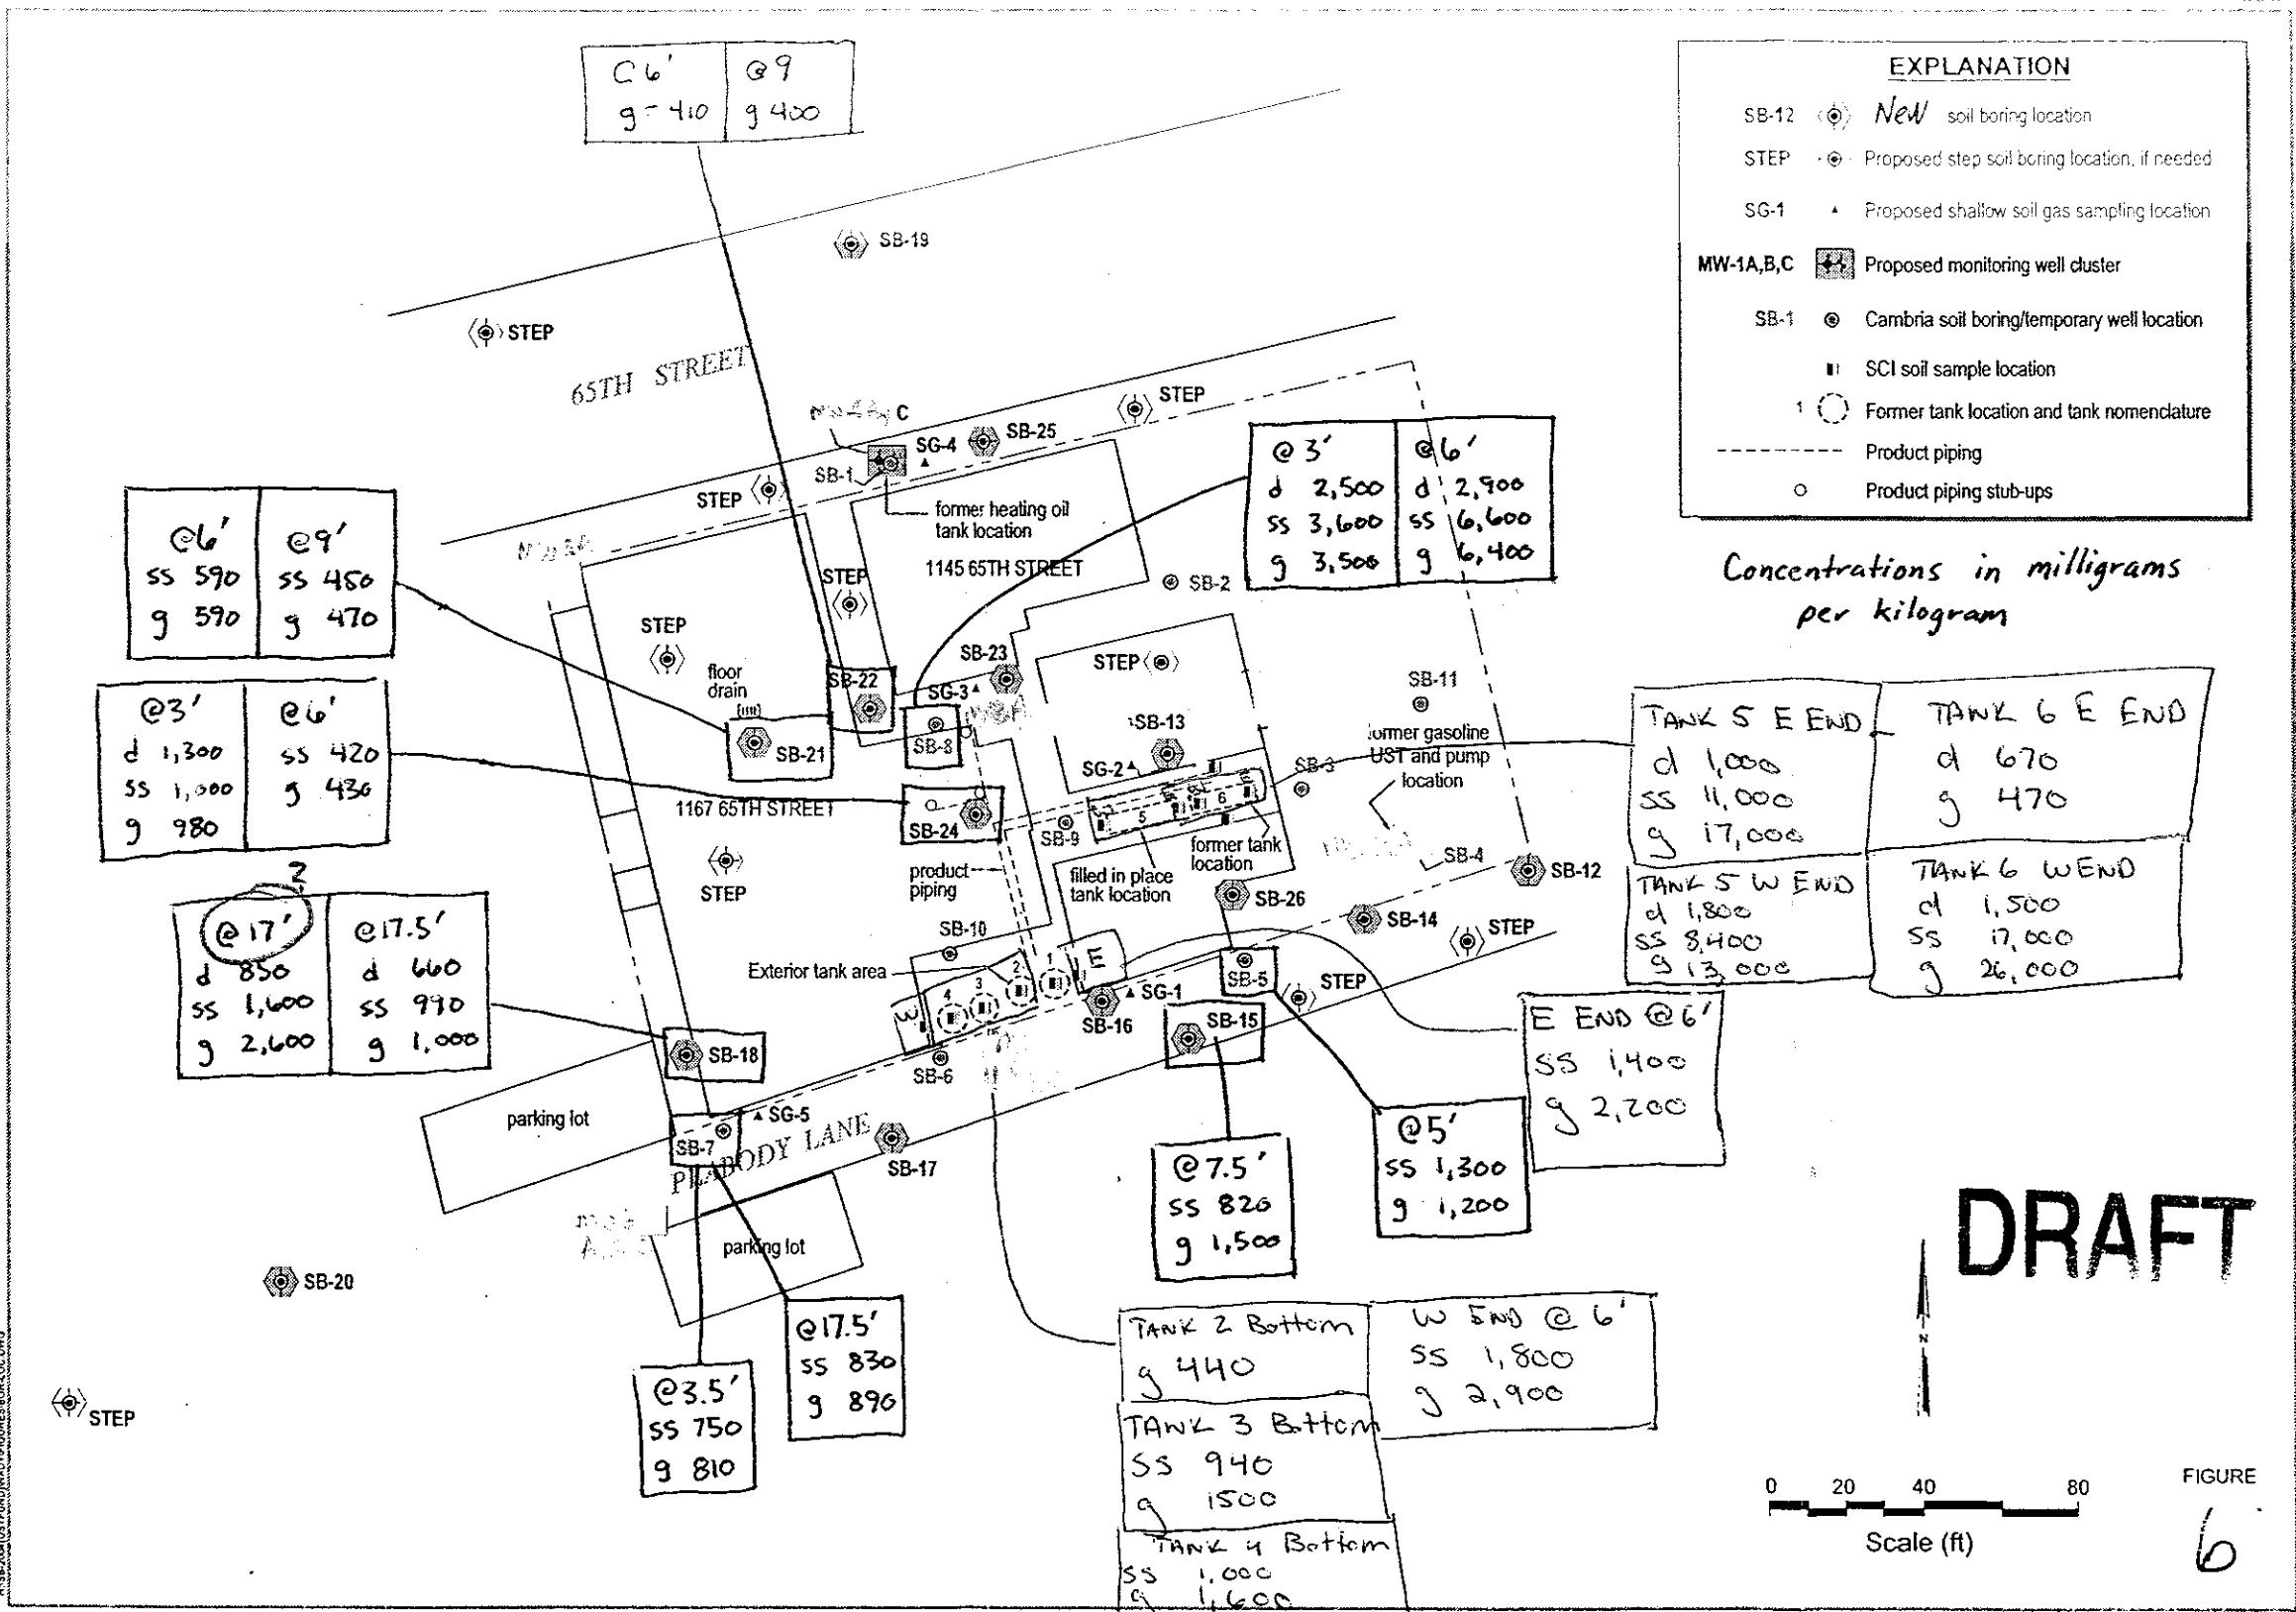 C 6' @9
g - 410 g 400
EXPLANATION
SB-12 New soil boring location
STEP Proposed step soil boring location, if needed
SG-1 Proposed shallow soil gas sampling location
MW-1A,B,C Proposed monitoring well cluster
SB-1 Cambria soil boring/temporary well location
SCI soil sample location
1 Former tank location and tank nomenclature
Product piping
Product piping stub-ups
Concentrations in milligrams
per kilogram
SB-19
STEP
65TH STREET
STEP
C
SG-4
SB-25
SB-1
STEP
former heating oil
tank location
1145 65TH STREET
@3' @6'
d 2,500 d 2,900
ss 3,600 ss 6,600
g 3,500 g 6,400
@6' @9'
ss 590 ss 450
g 590 g 470
STEP
SB-2
STEP
floor
drain
SB-22
SG-3
SB-23
STEP
SB-11
SB-21
SB-8
SB-13
SG-2
SB-3
former gasoline
UST and pump
location
@3' @6'
d 1,300 ss 420
ss 1,000 g 430
g 980
1167 65TH STREET
SB-24
SB-9
5
6
former tank
location
filled in place
tank location
SB-4
SB-12
TANK 5 E END TANK 6 E END
d 1,000 d 670
ss 11,000 g 470
g 17,000
TANK 5 W END TANK 6 W END
d 1,800 d 1,500
ss 8,400 ss 17,000
g 13,000 g 26,000
STEP
product
piping
SB-26
SB-14
STEP
?
@17' @17.5'
d 850 d 660
ss 1,600 ss 990
g 2,600 g 1,000
SB-10
Exterior tank area
4
3
2
1
SB-5
STEP
SG-1
SB-16
SB-15
SB-18
SB-6
E END @ 6'
ss 1,400
g 2,200
parking lot
SG-5
SB-7
PEABODY LANE
SB-17
@5'
ss 1,300
g 1,200
@7.5'
ss 820
g 1,500
parking lot
SB-20
DRAFT
@17.5'
ss 830
g 890
@3.5'
ss 750
g 810
STEP
TANK 2 Bottom W END @ 6'
g 440 ss 1,800
g 2,900
TANK 3 Bottom
ss 940
g 1500
TANK 4 Bottom
ss 1,000
g 1,600
N
0 20 40 80
Scale (ft)
FIGURE
6